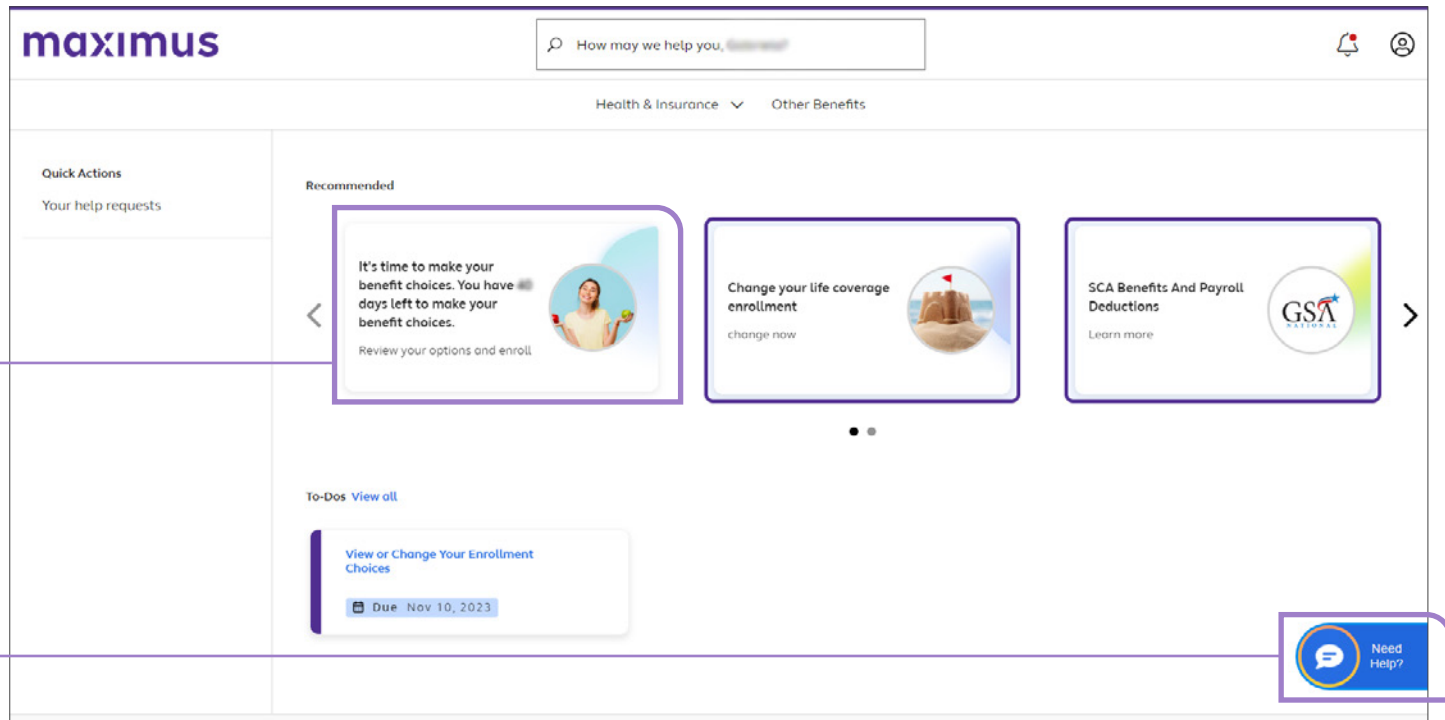 maximus
How may we help you,
Health & Insurance
Other Benefits
Quick Actions
Your help requests
Recommended
It's time to make your
benefit choices. You have
days left to make your
benefit choices.
Review your options and enroll
Change your life coverage
enrollment
change now
SCA Benefits And Payroll
Deductions
Learn more
GSA
NATIONAL
To-Dos View all
View or Change Your Enrollment
Choices
Due Nov 10, 2023
Need
Help?